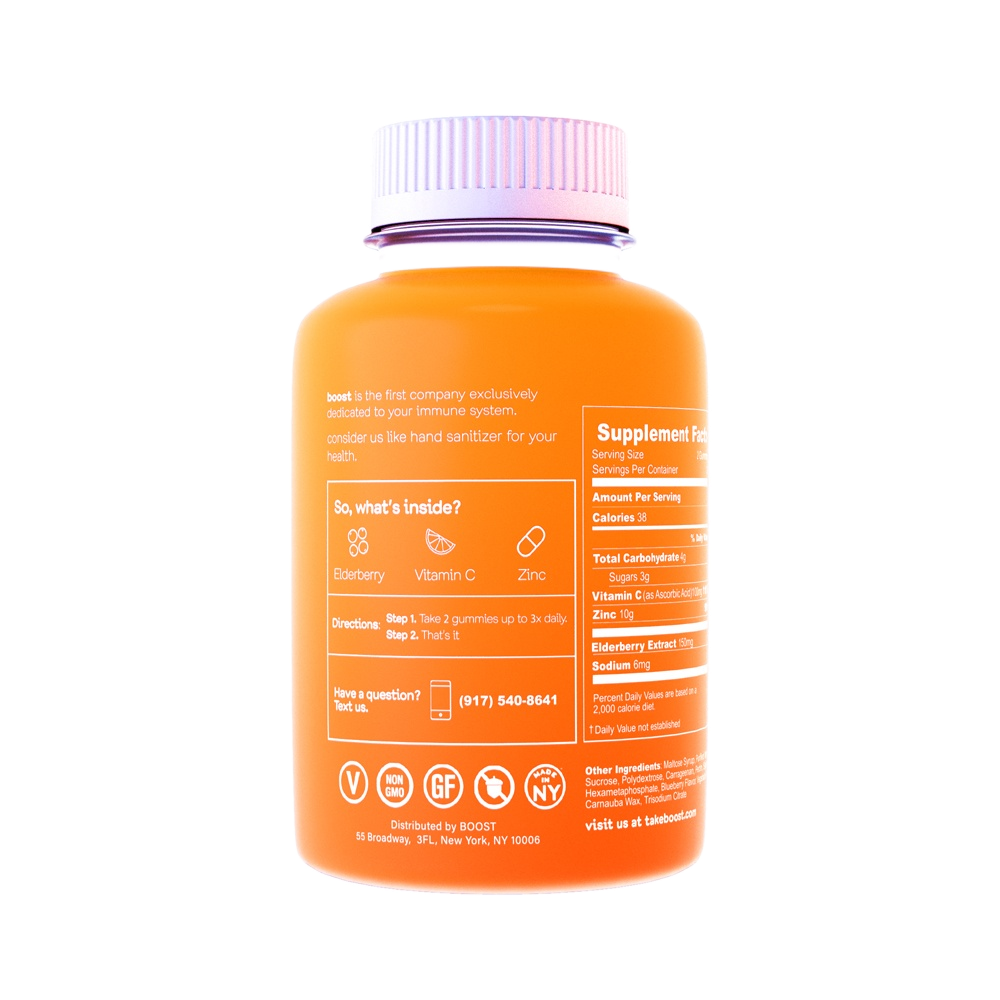 boost is the first company exclusively
dedicated to your immune system.
consider us like hand sanitizer for your
health.
So, what's inside?
Elderberry
Vitamin C
Zinc
Directions:
Step 1. Take 2 gummies up to 3x daily.
Step 2. That's it
Have a question?
Text us.
(917) 540-8641
V
NON
GMO
GF
MADE
IN
NY
Distributed by BOOST
55 Broadway, 3FL, New York, NY 10006
Supplement
Serving Size
Servings Per Container
Amount Per Serving
Calories 38
% Daily
Total Carbohydrate 4g
Sugars 3g
Vitamin C (as Ascorbic Acid)
Zinc 10g
Elderberry Extract 150mg
Sodium 6mg
Percent Daily Values are based on a
2,000 calorie diet.
† Daily Value not established
Other Ingredients: Maltose Syrup,
Sucrose, Polydextrose, Carrageenan,
Hexametaphosphate, Blueberry Flavor,
Carnauba Wax, Trisodium Citrate
visit us at takeboost.com